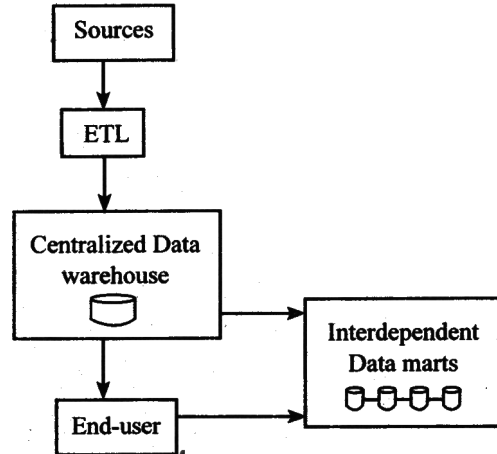 Sources
ETL
Centralized Data
warehouse
Interdependent
Data marts
End-user